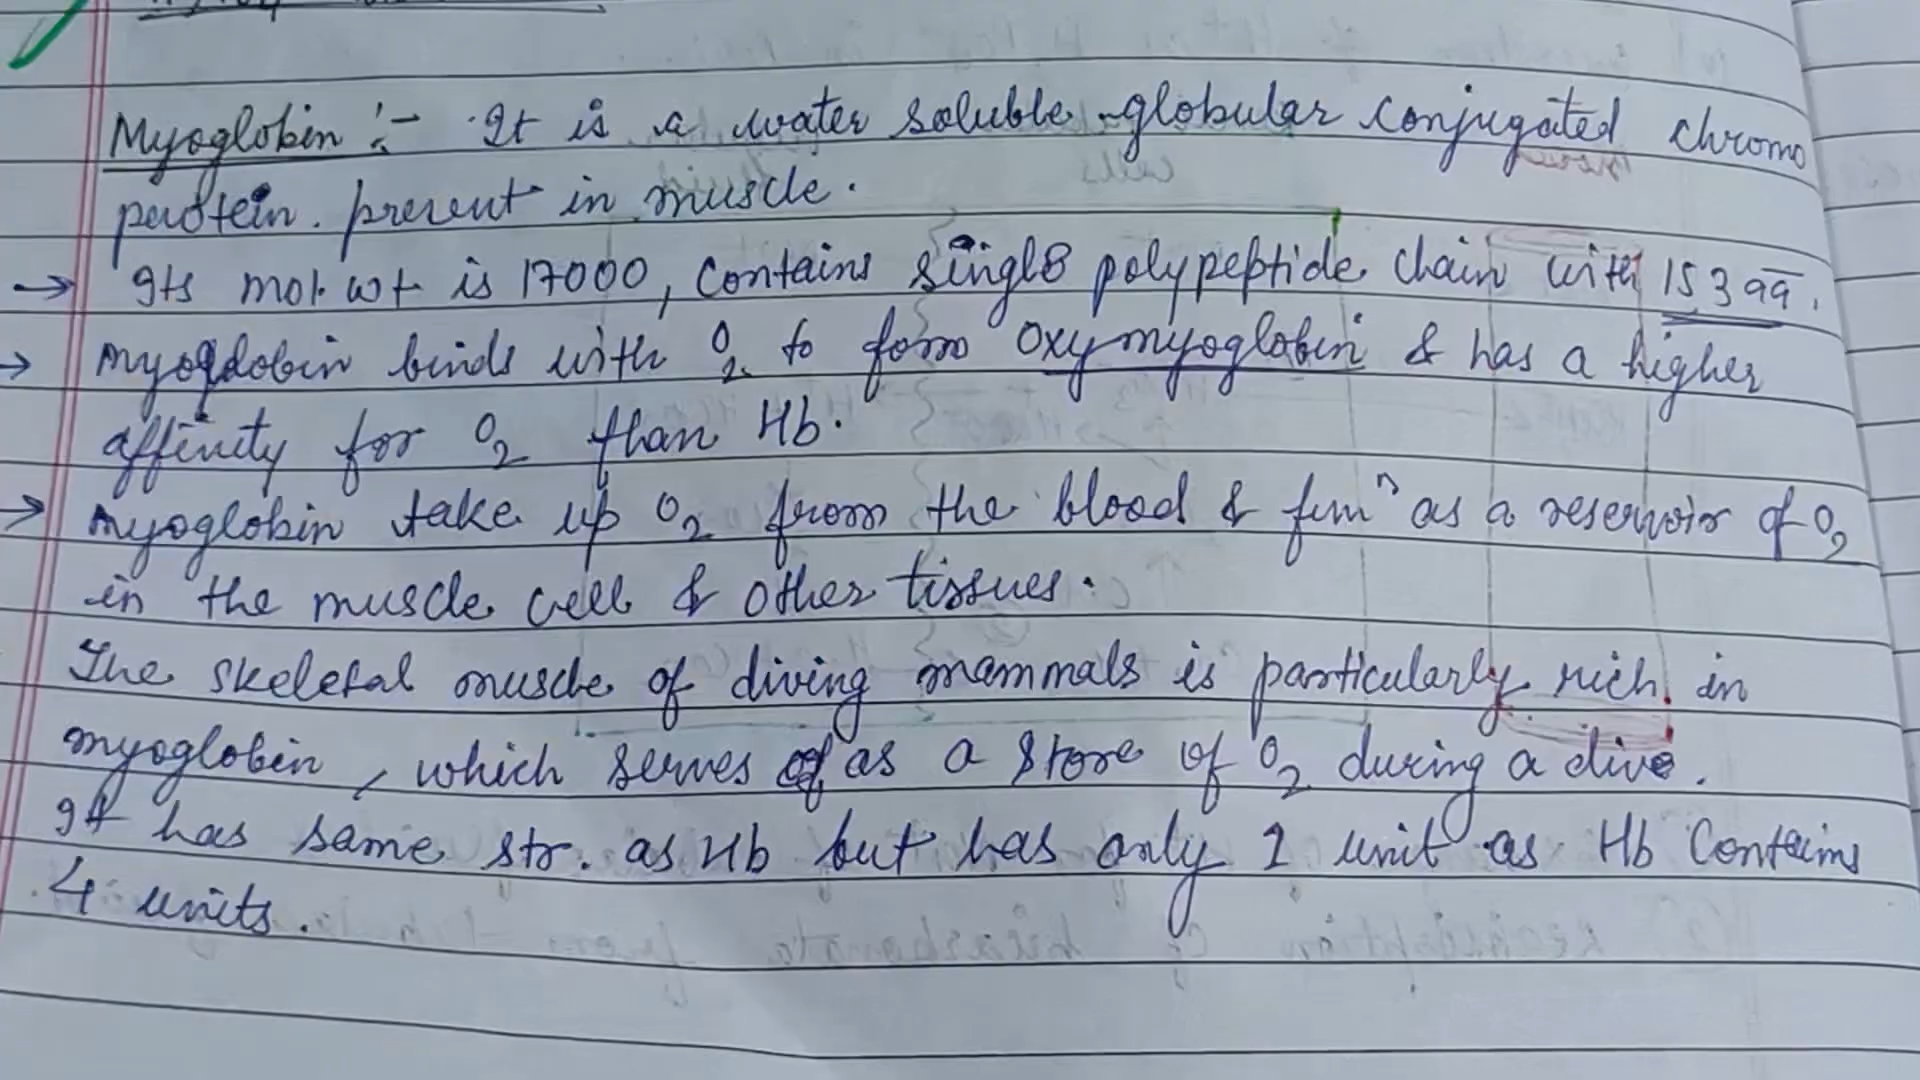 Myoglobin :- It is a water soluble globular conjugated chromo
protein. present in muscle.
→ Its mol. wt is 17000, contains single polypeptide chain with 153 aa.
→ Myoglobin binds with O2 to form oxymyoglobin & has a higher
affinity for O2 than Hb.
→ Myoglobin take up O2 from the blood & funⁿ as a reservoir of O2
in the muscle cell & other tissues.
The skeletal muscle of diving mammals is particularly rich in
myoglobin, which serves as a store of O2 during a dive.
It has same str. as Hb but has only 1 unit as Hb Contains
4 units.